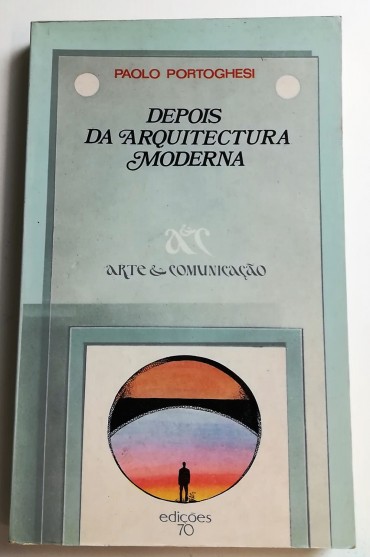 PAOLO PORTOGHESI
DEPOIS
DA ARQUITECTURA
MODERNA
a&c
ARTE & COMUNICAÇÃO
edições
70